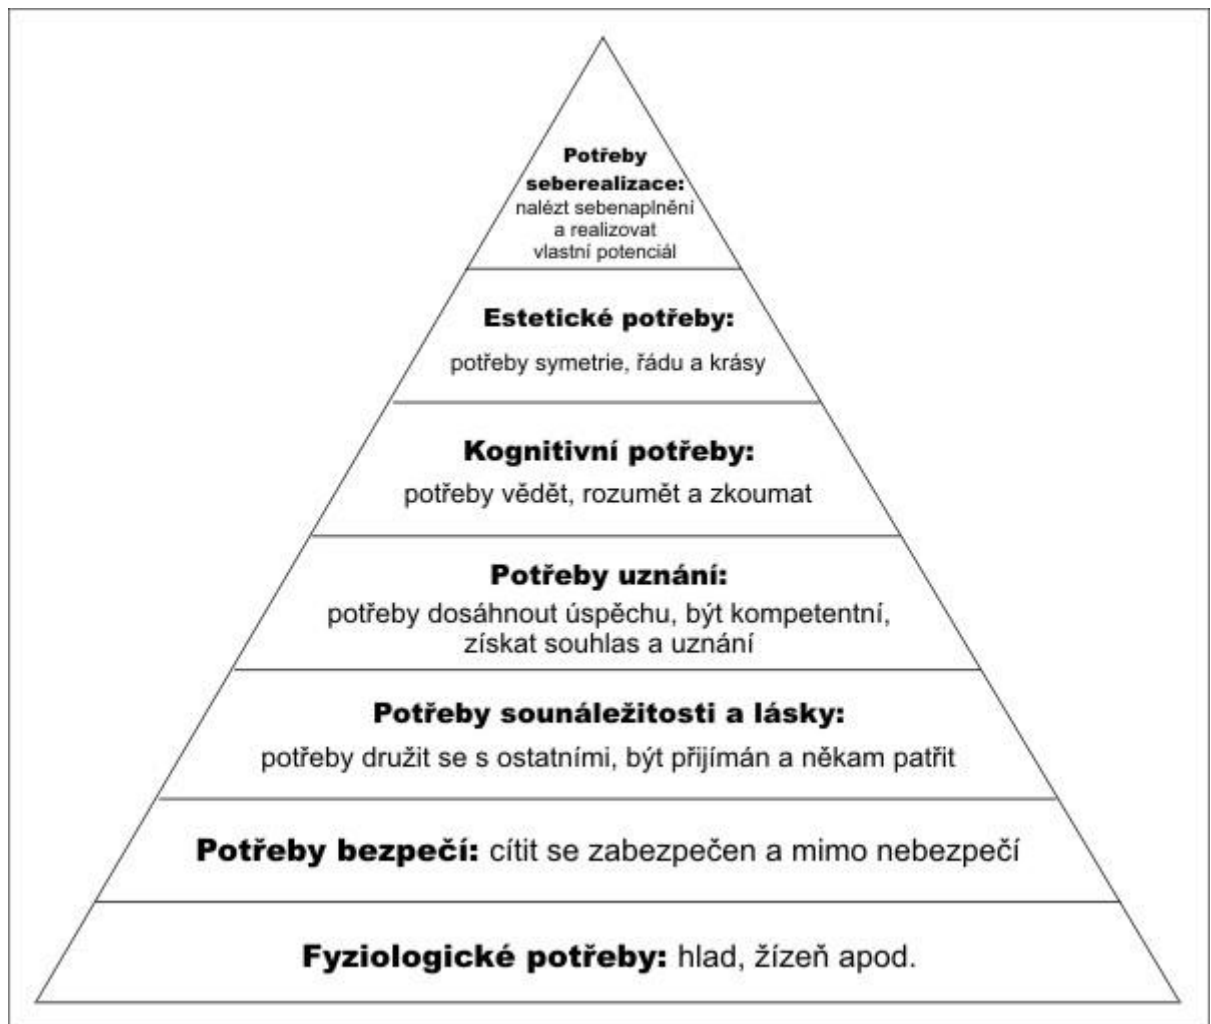 Potřeby
seberealizace:
nalézt sebenaplnění
a realizovat
vlastní potenciál
Estetické potřeby:
potřeby symetrie, řádu a krásy
Kognitivní potřeby:
potřeby vědět, rozumět a zkoumat
Potřeby uznání:
potřeby dosáhnout úspěchu, být kompetentní,
získat souhlas a uznání
Potřeby sounáležitosti a lásky:
potřeby družit se s ostatními, být přijímán a někam patřit
Potřeby bezpečí: cítit se zabezpečen a mimo nebezpečí
Fyziologické potřeby: hlad, žízeň apod.